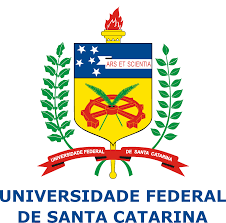 ARS ET SCIENTIA
UNIVERSIDADE FEDERAL DE SANTA CATARINA
UNIVERSIDADE FEDERAL
DE SANTA CATARINA